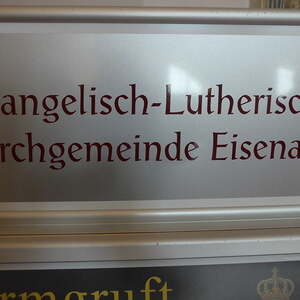 angelisch-Lutherisc
rchgemeinde Eisena
rmgruft